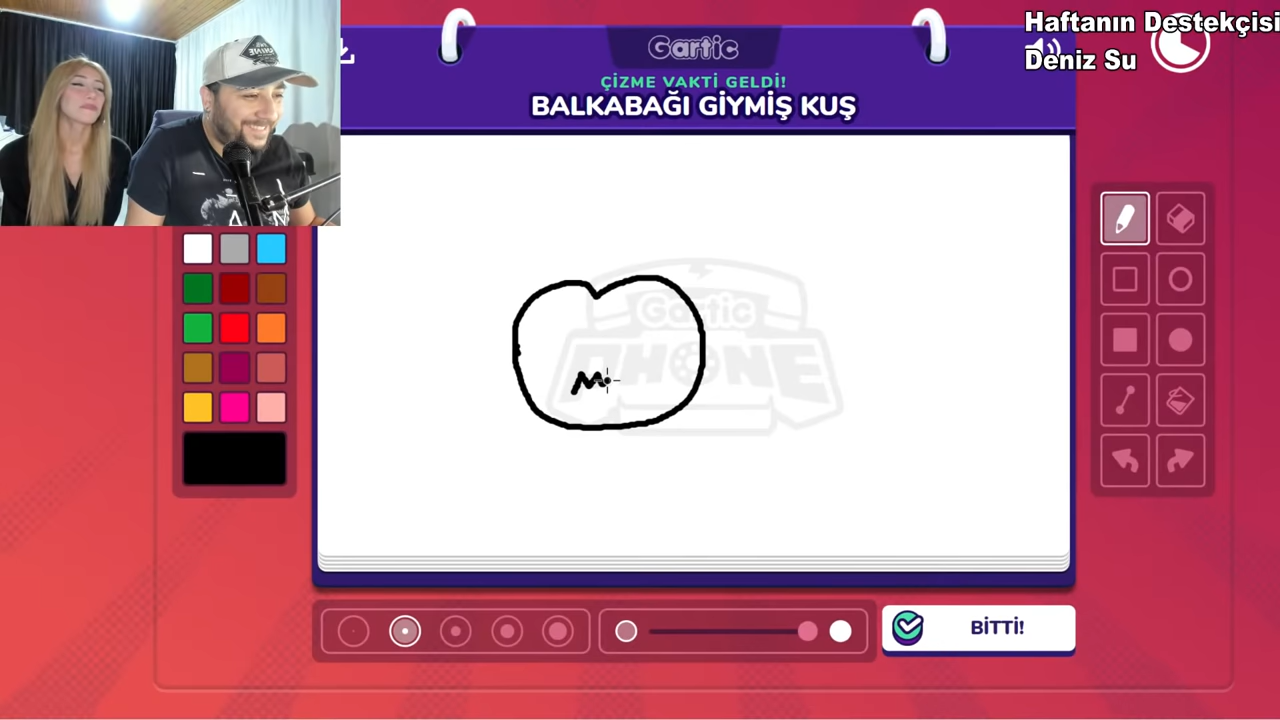 Haftanın Destekçisi
Deniz Su
Gartic
ÇİZME VAKTİ GELDİ!
BALKABAĞI GİYMİŞ KUŞ
Gartic
PHONE
BİTTİ!